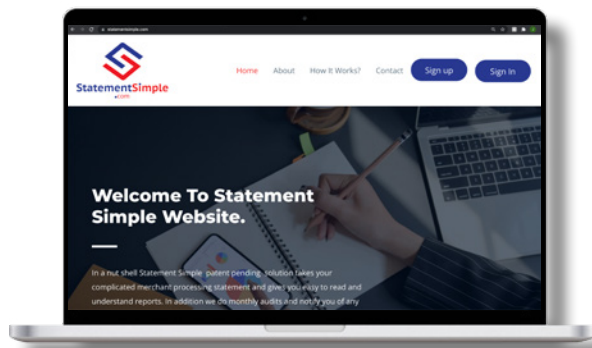 statementsimple.com
StatementSimple
.com
Home About How It Works? Contact Sign up Sign In
Welcome To Statement
Simple Website.
In a nut shell Statement Simple patent pending solution takes your
complicated merchant processing statement and gives you easy to read and
understand reports. In addition we do monthly audits and notify you of any